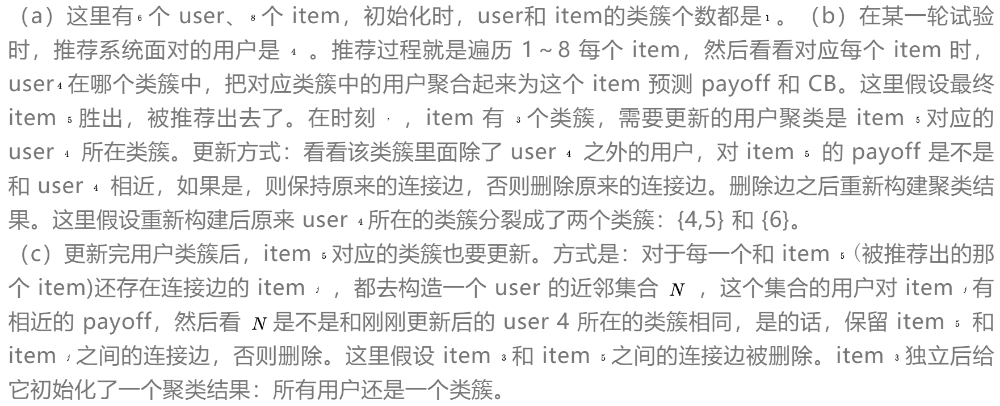 （a）这里有 6 个 user、 8 个 item，初始化时，user和 item的类簇个数都是 1 。（b）在某一轮试验
时，推荐系统面对的用户是 4 。推荐过程就是遍历 1～8 每个 item，然后看看对应每个 item 时，
user 4 在哪个类簇中，把对应类簇中的用户聚合起来为这个 item 预测 payoff 和 CB。这里假设最终
item 5 胜出，被推荐出去了。在时刻 ，item 有 3 个类簇，需要更新的用户聚类是 item 5 对应的
user 4 所在类簇。更新方式：看看该类簇里面除了 user 4 之外的用户，对 item 5 的 payoff 是不是
和 user 4 相近，如果是，则保持原来的连接边，否则删除原来的连接边。删除边之后重新构建聚类结
果。这里假设重新构建后原来 user 4 所在的类簇分裂成了两个类簇：{4,5} 和 {6}。
（c）更新完用户类簇后，item 5 对应的类簇也要更新。方式是：对于每一个和 item 5（被推荐出的那
个 item)还存在连接边的 item j ，都去构造一个 user 的近邻集合 N ，这个集合的用户对 item j 有
相近的 payoff，然后看 N 是不是和刚刚更新后的 user 4 所在的类簇相同，是的话，保留 item 5 和
item j 之间的连接边，否则删除。这里假设 item 3 和 item 5 之间的连接边被删除。item 3 独立后给
它初始化了一个聚类结果：所有用户还是一个类簇。